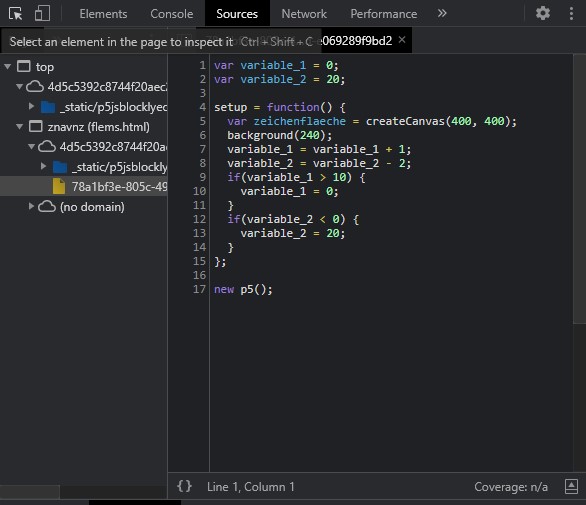 Elements Console Sources Network Performance »
Select an element in the page to inspect it Ctrl+Shift+C e069289f9bd2 ×
top
4d5c5392c8744f20aec
_static/p5jsblocklyec
znavnz (flems.html)
4d5c5392c8744f20a
_static/p5jsblockly
78a1bf3e-805c-49
(no domain)
1 var variable_1 = 0;
2 var variable_2 = 20;
3
4 setup = function() {
5 var zeichenflaeche = createCanvas(400, 400);
6 background(240);
7 variable_1 = variable_1 + 1;
8 variable_2 = variable_2 - 2;
9 if(variable_1 > 10) {
10 variable_1 = 0;
11 }
12 if(variable_2 < 0) {
13 variable_2 = 20;
14 }
15 };
16
17 new p5();
{} Line 1, Column 1 Coverage: n/a